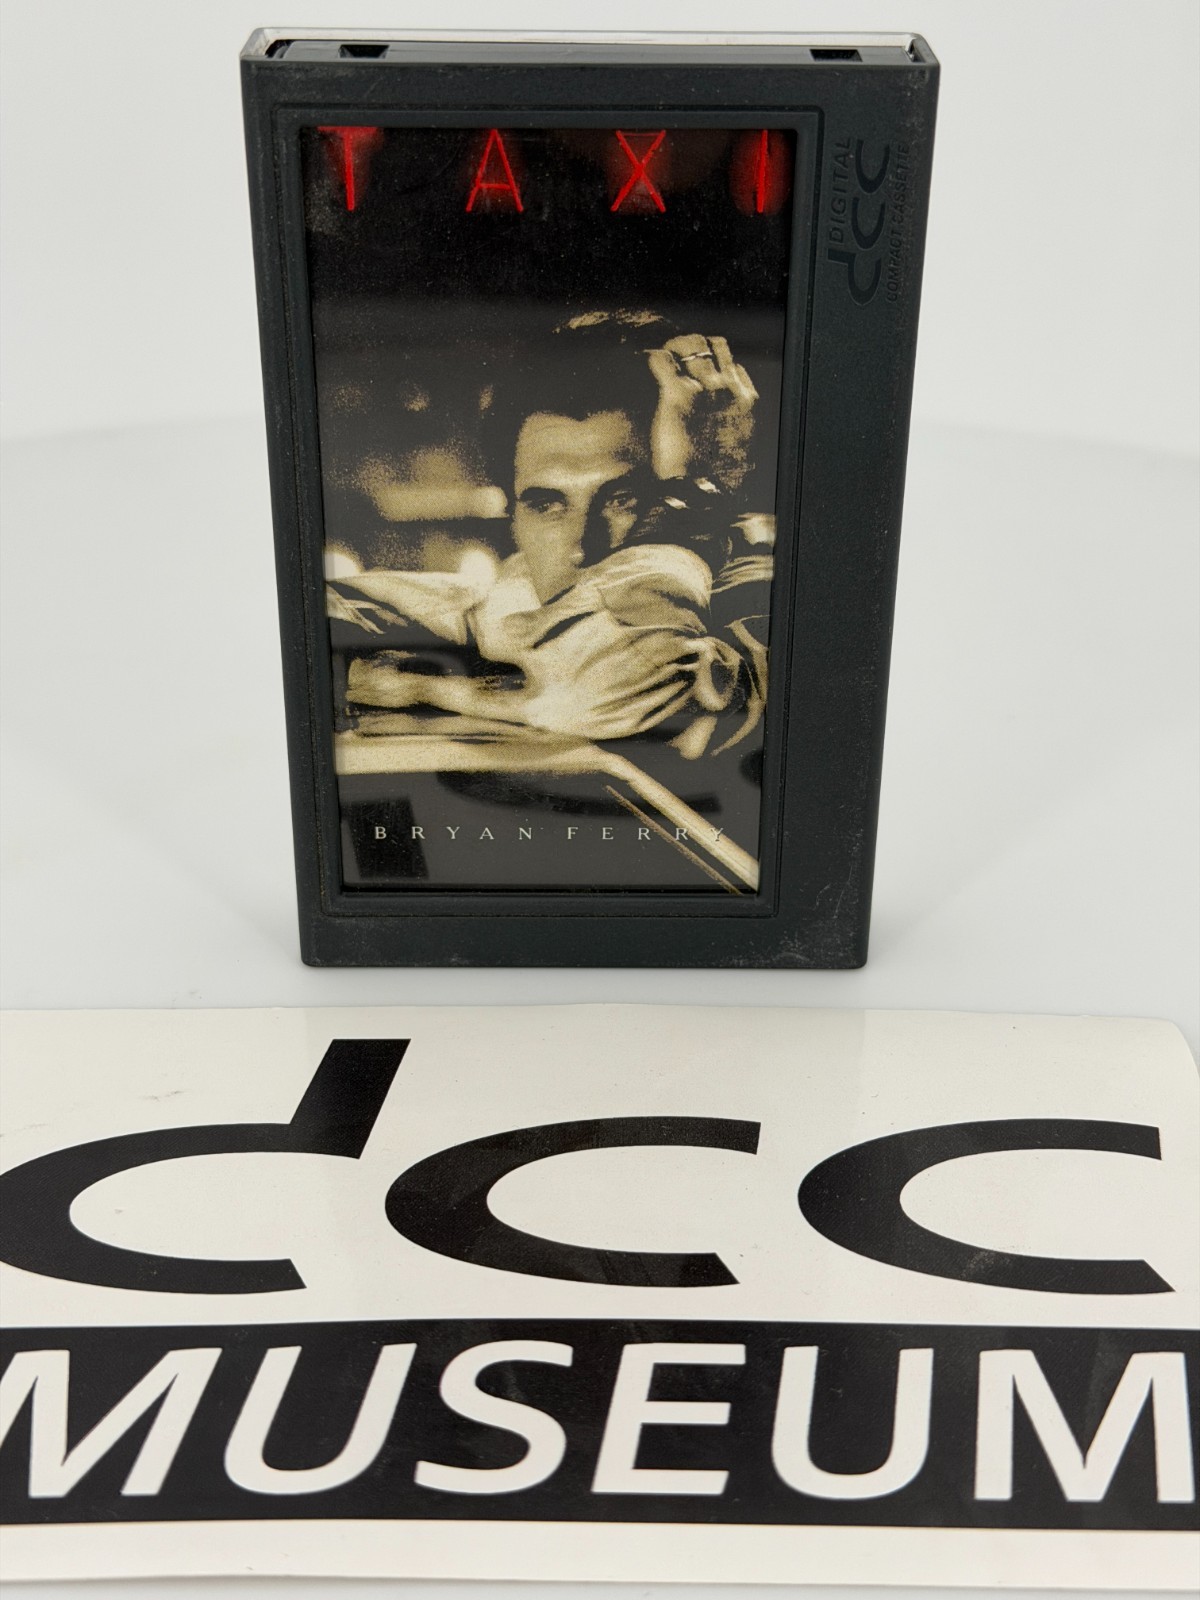 TAXI
DIGITAL
dcc
COMPACT CASSETTE
BRYAN FERRY
dcc
MUSEUM